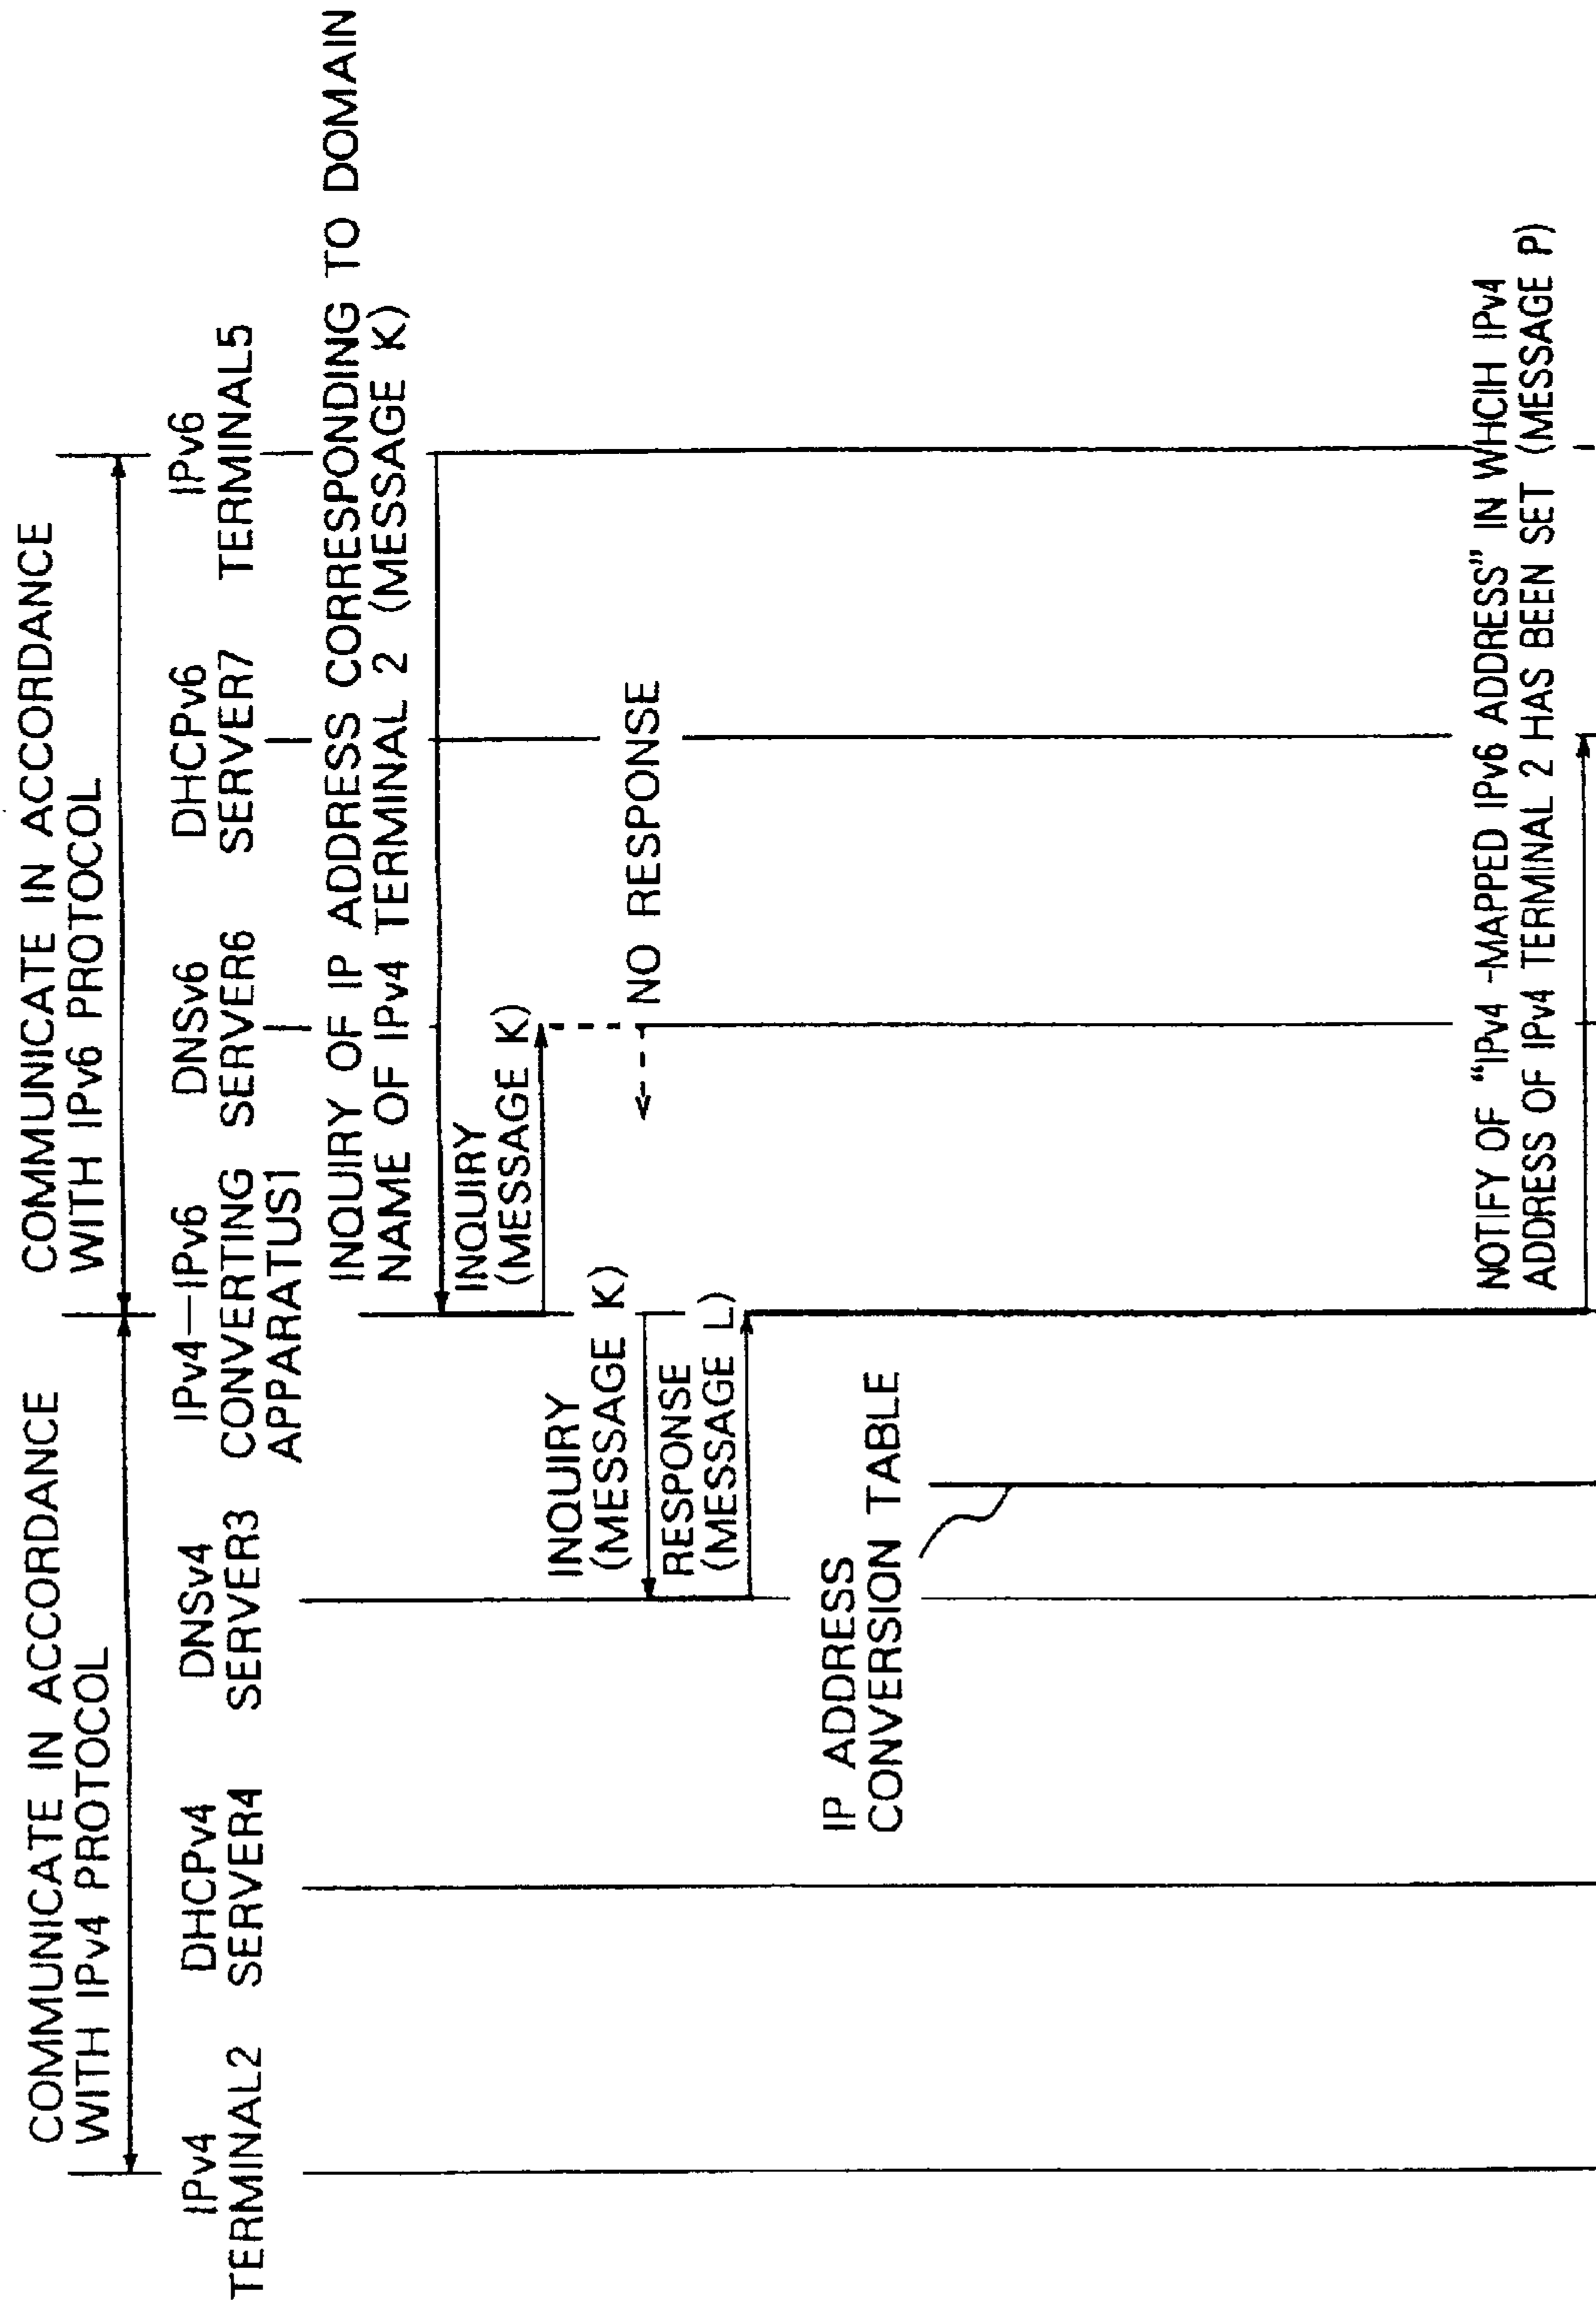 COMMUNICATE IN ACCORDANCE
WITH IPv4 PROTOCOL
COMMUNICATE IN ACCORDANCE
WITH IPv6 PROTOCOL
IPv4
TERMINAL2
DHCPv4
SERVER4
DNSv4
SERVER3
IPv4—IPv6
CONVERTING
APPARATUS1
DNSv6
SERVER6
DHCPv6
SERVER7
IPv6
TERMINAL5
INQUIRY OF IP ADDRESS CORRESPONDING TO DOMAIN
NAME OF IPv4 TERMINAL 2 (MESSAGE K)
INQUIRY
(MESSAGE K)
INQUIRY
(MESSAGE K)
NO RESPONSE
RESPONSE
(MESSAGE L)
IP ADDRESS
CONVERSION TABLE
NOTIFY OF "IPv4 -MAPPED IPv6 ADDRESS" IN WHCIH IPv4
ADDRESS OF IPv4 TERMINAL 2 HAS BEEN SET (MESSAGE P)